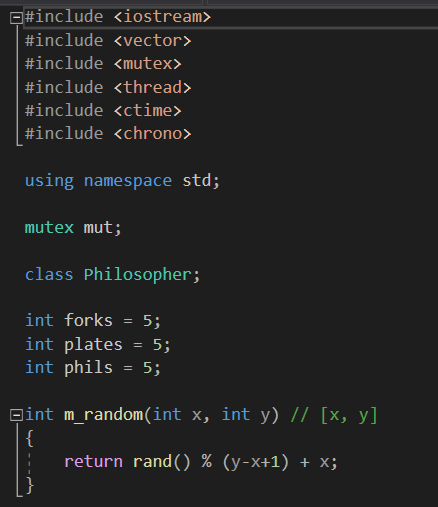 #include <iostream>
#include <vector>
#include <mutex>
#include <thread>
#include <ctime>
#include <chrono>
using namespace std;
mutex mut;
class Philosopher;
int forks = 5;
int plates = 5;
int phils = 5;
int m_random(int x, int y) // [x, y]
{
return rand() % (y-x+1) + x;
}